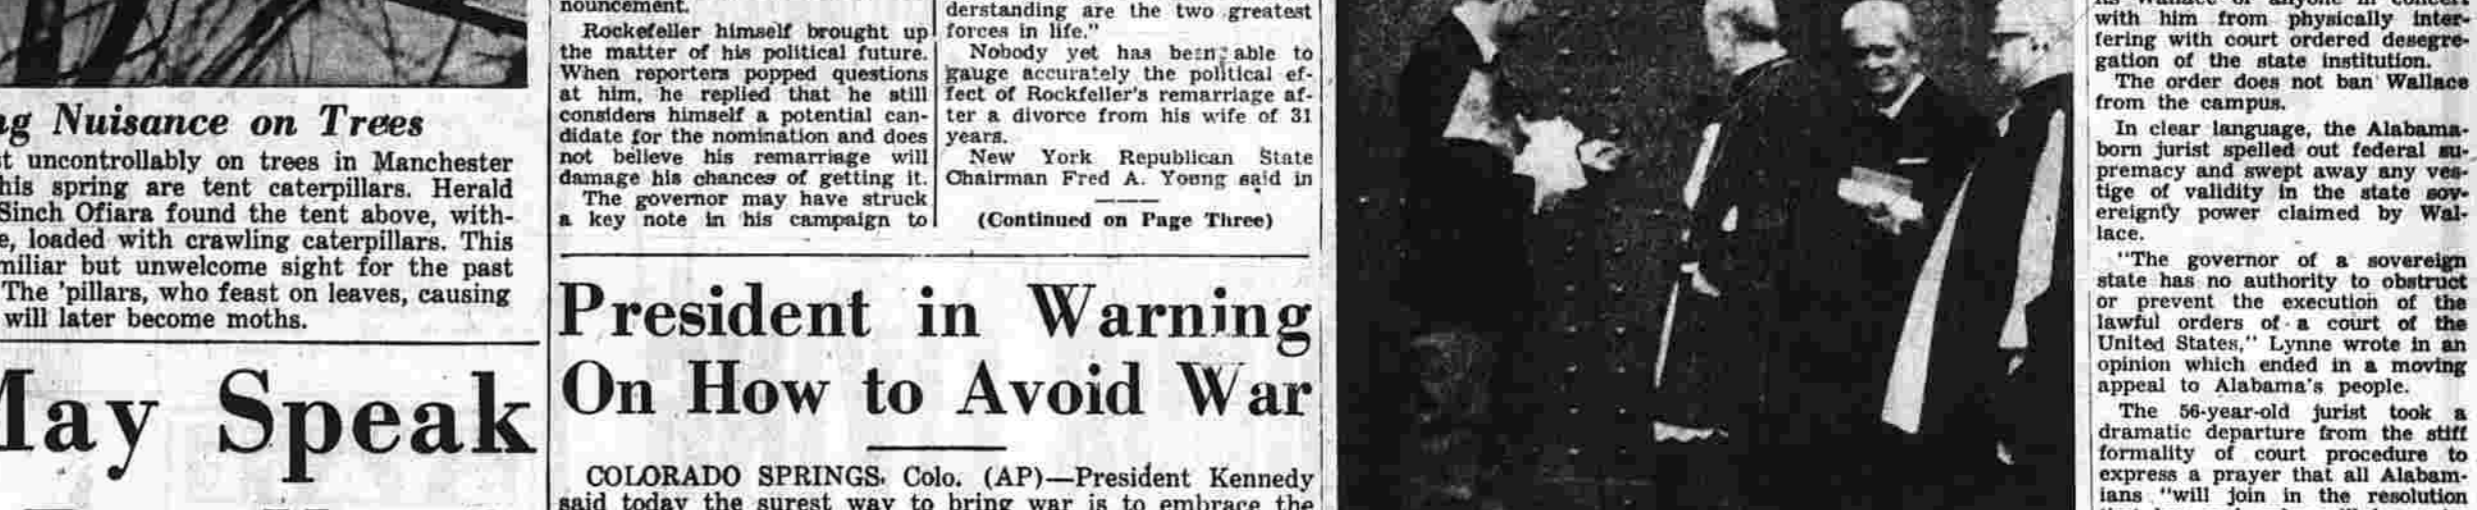 ng Nuisance on Trees
t uncontrollably on trees in Manchester
his spring are tent caterpillars. Herald
Sinch Ofiara found the tent above, with-
e, loaded with crawling caterpillars. This
miliar but unwelcome sight for the past
The 'pillars, who feast on leaves, causing
will later become moths.
May Speak
nouncement.
Rockefeller himself brought up
the matter of his political future.
When reporters popped questions
at him, he replied that he still
considers himself a potential can-
didate for the nomination and does
not believe his remarriage will
damage his chances of getting it.
The governor may have struck
a key note in his campaign to
derstanding are the two greatest
forces in life."
Nobody yet has been able to
gauge accurately the political ef-
fect of Rockfeller's remarriage af-
ter a divorce from his wife of 31
years.
New York Republican State
Chairman Fred A. Young said in
(Continued on Page Three)
President in Warning
On How to Avoid War
COLORADO SPRINGS, Colo. (AP)—President Kennedy
said today the surest way to bring war is to embrace the
with him from physically inter-
fering with court ordered desegre-
gation of the state institution.
The order does not ban Wallace
from the campus.
In clear language, the Alabama-
born jurist spelled out federal su-
premacy and swept away any ves-
tige of validity in the state sov-
ereignty power claimed by Wal-
lace.
"The governor of a sovereign
state has no authority to obstruct
or prevent the execution of the
lawful orders of a court of the
United States," Lynne wrote in an
opinion which ended in a moving
appeal to Alabama's people.
The 56-year-old jurist took a
dramatic departure from the stiff
formality of court procedure to
express a prayer that all Alabam-
ians "will join in the resolution